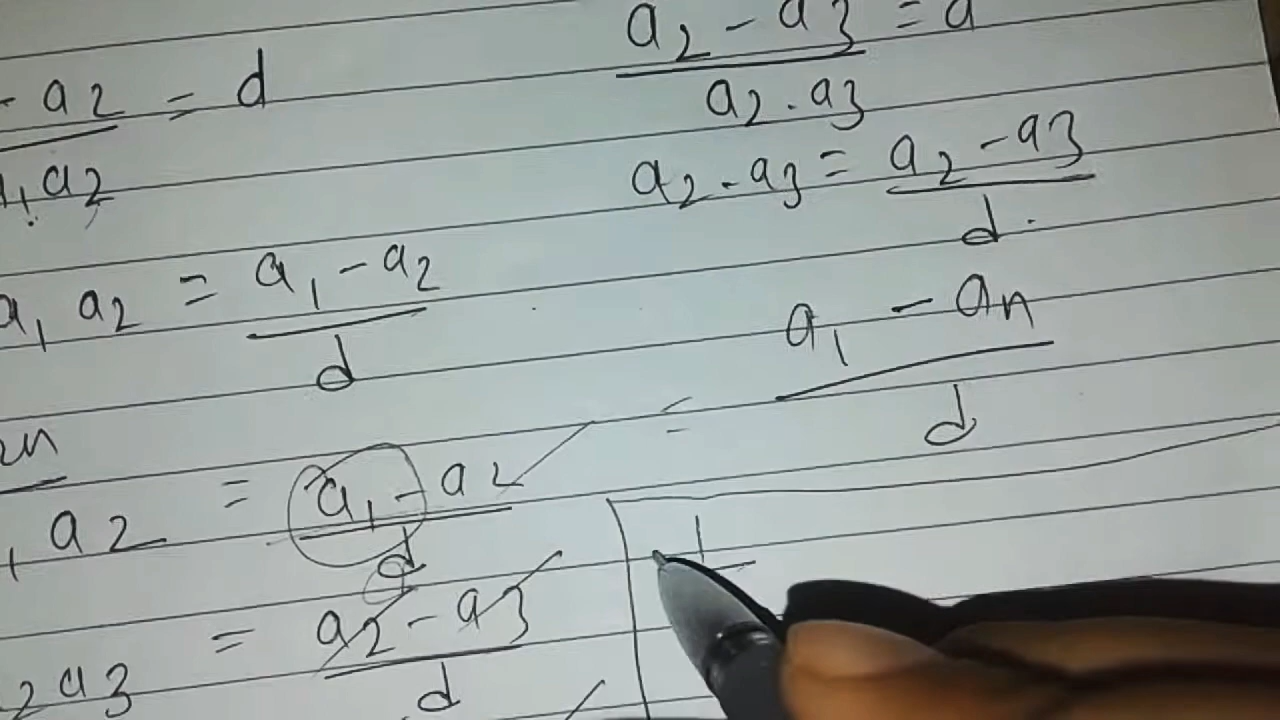 - a2 = d
a1 a2
a1 a2 = a1 - a2
d
a2 - a3 = d
a2 . a3
a2 - a3 = a2 - a3
d .
a1 - an
= d
a2 = a1 - a2
d
2 a3 = a2 - a3
d
1